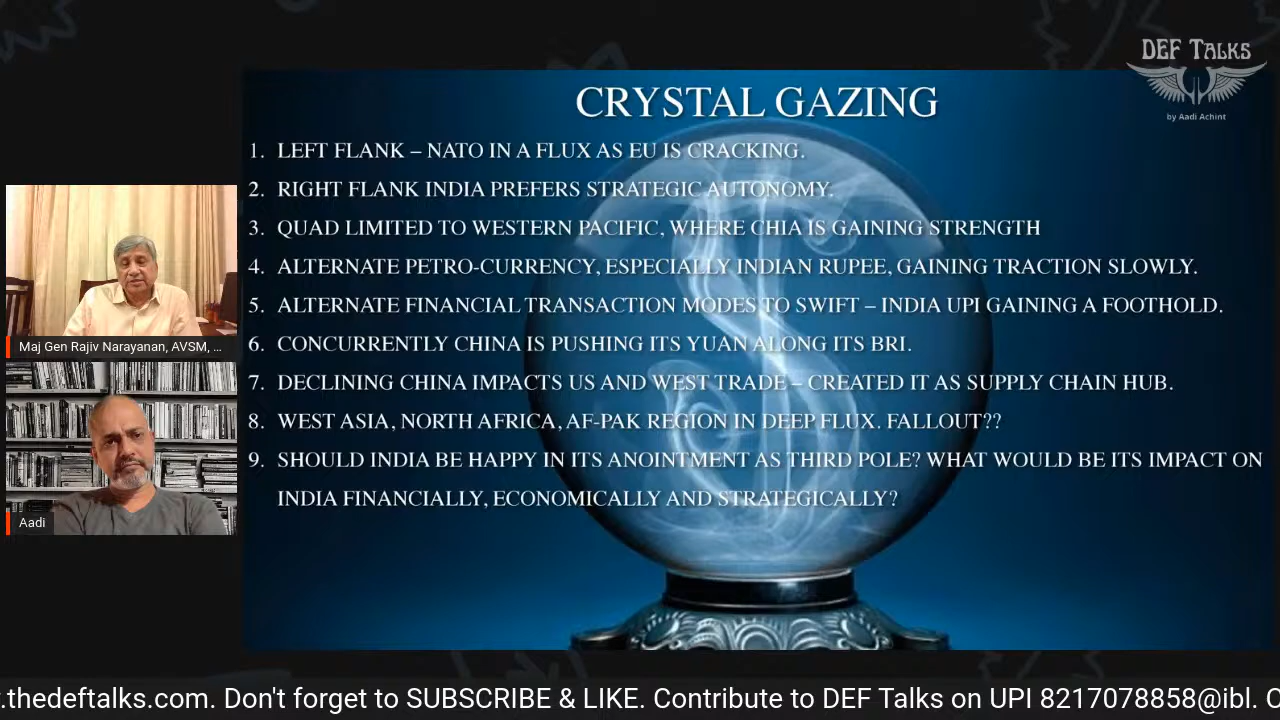 DEF TALKS
by Aadi Achint
CRYSTAL GAZING
1. LEFT FLANK – NATO IN A FLUX AS EU IS CRACKING.
2. RIGHT FLANK INDIA PREFERS STRATEGIC AUTONOMY.
3. QUAD LIMITED TO WESTERN PACIFIC, WHERE CHIA IS GAINING STRENGTH
4. ALTERNATE PETRO-CURRENCY, ESPECIALLY INDIAN RUPEE, GAINING TRACTION SLOWLY.
5. ALTERNATE FINANCIAL TRANSACTION MODES TO SWIFT – INDIA UPI GAINING A FOOTHOLD.
6. CONCURRENTLY CHINA IS PUSHING ITS YUAN ALONG ITS BRI.
7. DECLINING CHINA IMPACTS US AND WEST TRADE – CREATED IT AS SUPPLY CHAIN HUB.
8. WEST ASIA, NORTH AFRICA, AF-PAK REGION IN DEEP FLUX. FALLOUT??
9. SHOULD INDIA BE HAPPY IN ITS ANOINTMENT AS THIRD POLE? WHAT WOULD BE ITS IMPACT ON
INDIA FINANCIALLY, ECONOMICALLY AND STRATEGICALLY?
Maj Gen Rajiv Narayanan, AVSM, ...
Aadi
.thedeftalks.com. Don't forget to SUBSCRIBE & LIKE. Contribute to DEF Talks on UPI 8217078858@ibl. C